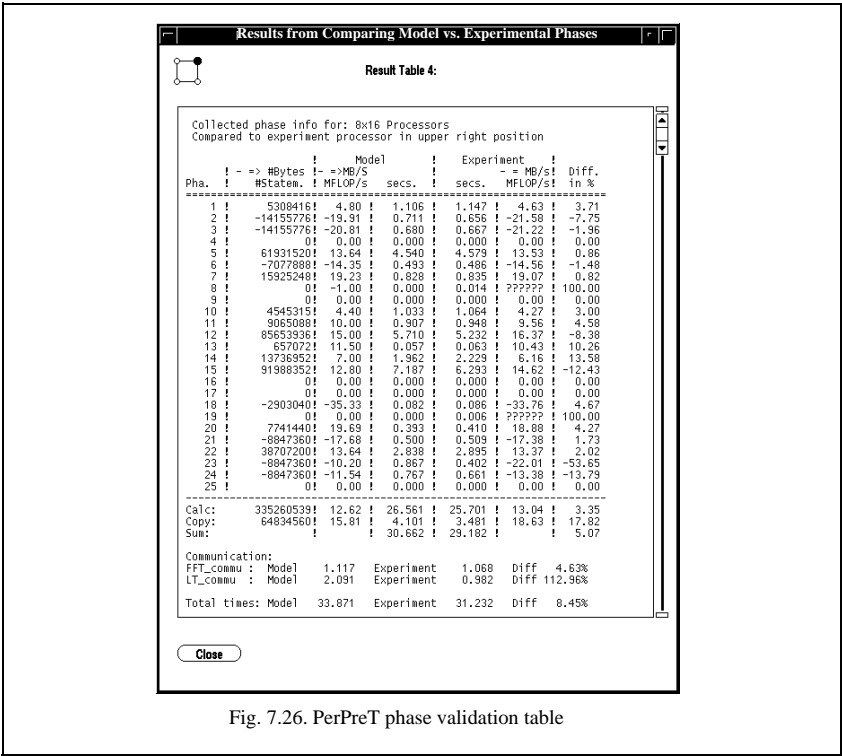 Results from Comparing Model vs. Experimental Phases
Result Table 4:
Collected phase info for: 8x16 Processors
Compared to experiment processor in upper right position
! Model ! Experiment !
! - => #Bytes !- =>MB/S ! - = MB/s! Diff.
Pha. ! #Statem. ! MFLOP/s secs. ! secs. MFLOP/s! in %
==========================================================
1 ! 5308416! 4.80 ! 1.106 ! 1.147 ! 4.63 ! 3.71
2 ! -14155776! -19.91 ! 0.711 ! 0.656 ! -21.58 ! -7.75
3 ! -14155776! -20.81 ! 0.680 ! 0.667 ! -21.22 ! -1.96
4 ! 0! 0.00 ! 0.000 ! 0.000 ! 0.00 ! 0.00
5 ! 61931520! 13.64 ! 4.540 ! 4.579 ! 13.53 ! 0.86
6 ! -7077888! -14.35 ! 0.493 ! 0.486 ! -14.56 ! -1.48
7 ! 15925248! 19.23 ! 0.828 ! 0.835 ! 19.07 ! 0.82
8 ! 0! -1.00 ! 0.000 ! 0.014 ! ?????? ! 100.00
9 ! 0! 0.00 ! 0.000 ! 0.000 ! 0.00 ! 0.00
10 ! 4545315! 4.40 ! 1.033 ! 1.064 ! 4.27 ! 3.00
11 ! 9065088! 10.00 ! 0.907 ! 0.948 ! 9.56 ! 4.58
12 ! 85653936! 15.00 ! 5.710 ! 5.232 ! 16.37 ! -8.38
13 ! 657072! 11.50 ! 0.057 ! 0.063 ! 10.43 ! 10.26
14 ! 13736952! 7.00 ! 1.962 ! 2.229 ! 6.16 ! 13.58
15 ! 91988352! 12.80 ! 7.187 ! 6.293 ! 14.62 ! -12.43
16 ! 0! 0.00 ! 0.000 ! 0.000 ! 0.00 ! 0.00
17 ! 0! 0.00 ! 0.000 ! 0.000 ! 0.00 ! 0.00
18 ! -2903040! -35.33 ! 0.082 ! 0.086 ! -33.76 ! 4.67
19 ! 0! 0.00 ! 0.000 ! 0.006 ! ?????? ! 100.00
20 ! 7741440! 19.69 ! 0.393 ! 0.410 ! 18.88 ! 4.27
21 ! -8847360! -17.68 ! 0.500 ! 0.509 ! -17.38 ! 1.73
22 ! 38707200! 13.64 ! 2.838 ! 2.895 ! 13.37 ! 2.02
23 ! -8847360! -10.20 ! 0.867 ! 0.402 ! -22.01 ! -53.65
24 ! -8847360! -11.54 ! 0.767 ! 0.661 ! -13.38 ! -13.79
25 ! 0! 0.00 ! 0.000 ! 0.000 ! 0.00 ! 0.00
----------------------------------------------------------
Calc: 335260539! 12.62 ! 26.561 ! 25.701 ! 13.04 ! 3.35
Copy: 64834560! 15.81 ! 4.101 ! 3.481 ! 18.63 ! 17.82
Sum: ! ! 30.662 ! 29.182 ! ! 5.07
Communication:
FFT_commu : Model 1.117 Experiment 1.068 Diff 4.63%
LT_commu : Model 2.091 Experiment 0.982 Diff 112.96%
Total times: Model 33.871 Experiment 31.232 Diff 8.45%
Close
Fig. 7.26. PerPreT phase validation table